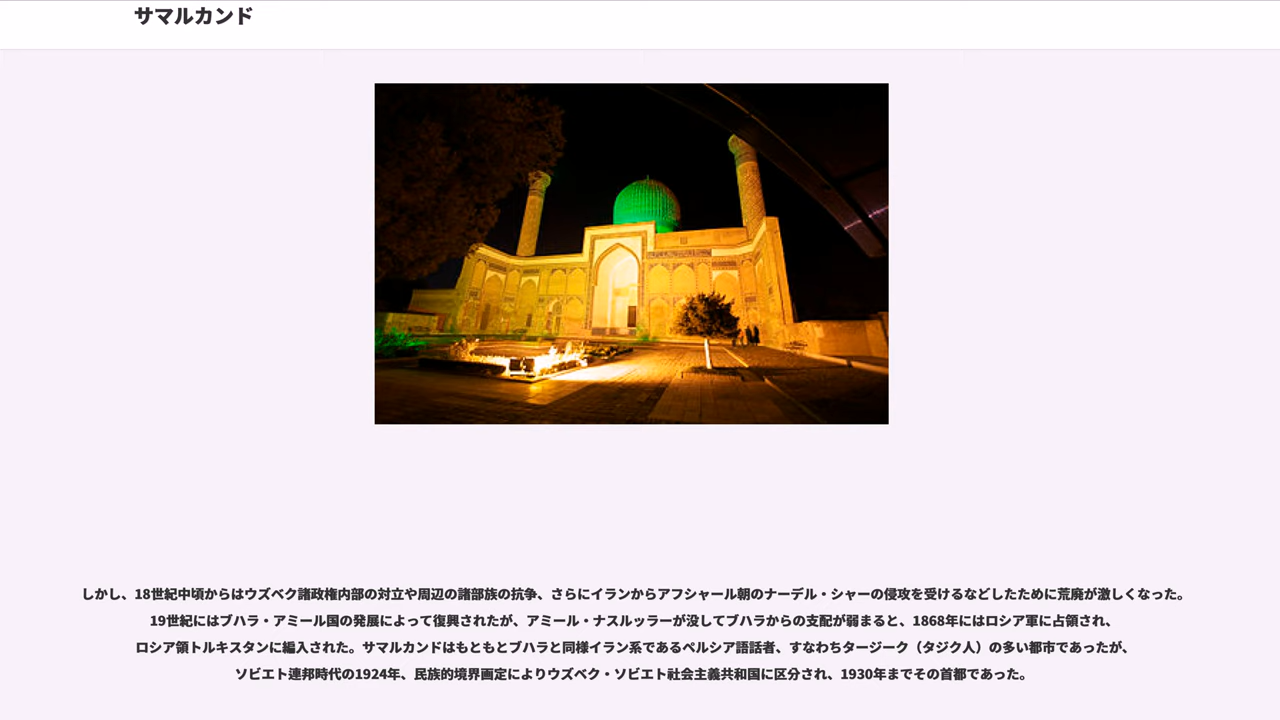 サマルカンド
しかし、18世紀中頃からはウズベク諸政権内部の対立や周辺の諸部族の抗争、さらにイランからアフシャール朝のナーデル・シャーの侵攻を受けるなどしたために荒廃が激しくなった。
19世紀にはブハラ・アミール国の発展によって復興されたが、アミール・ナスルッラーが没してブハラからの支配が弱まると、1868年にはロシア軍に占領され、
ロシア領トルキスタンに編入された。サマルカンドはもともとブハラと同様イラン系であるペルシア語話者、すなわちタージーク（タジク人）の多い都市であったが、
ソビエト連邦時代の1924年、民族的境界画定によりウズベク・ソビエト社会主義共和国に区分され、1930年までその首都であった。